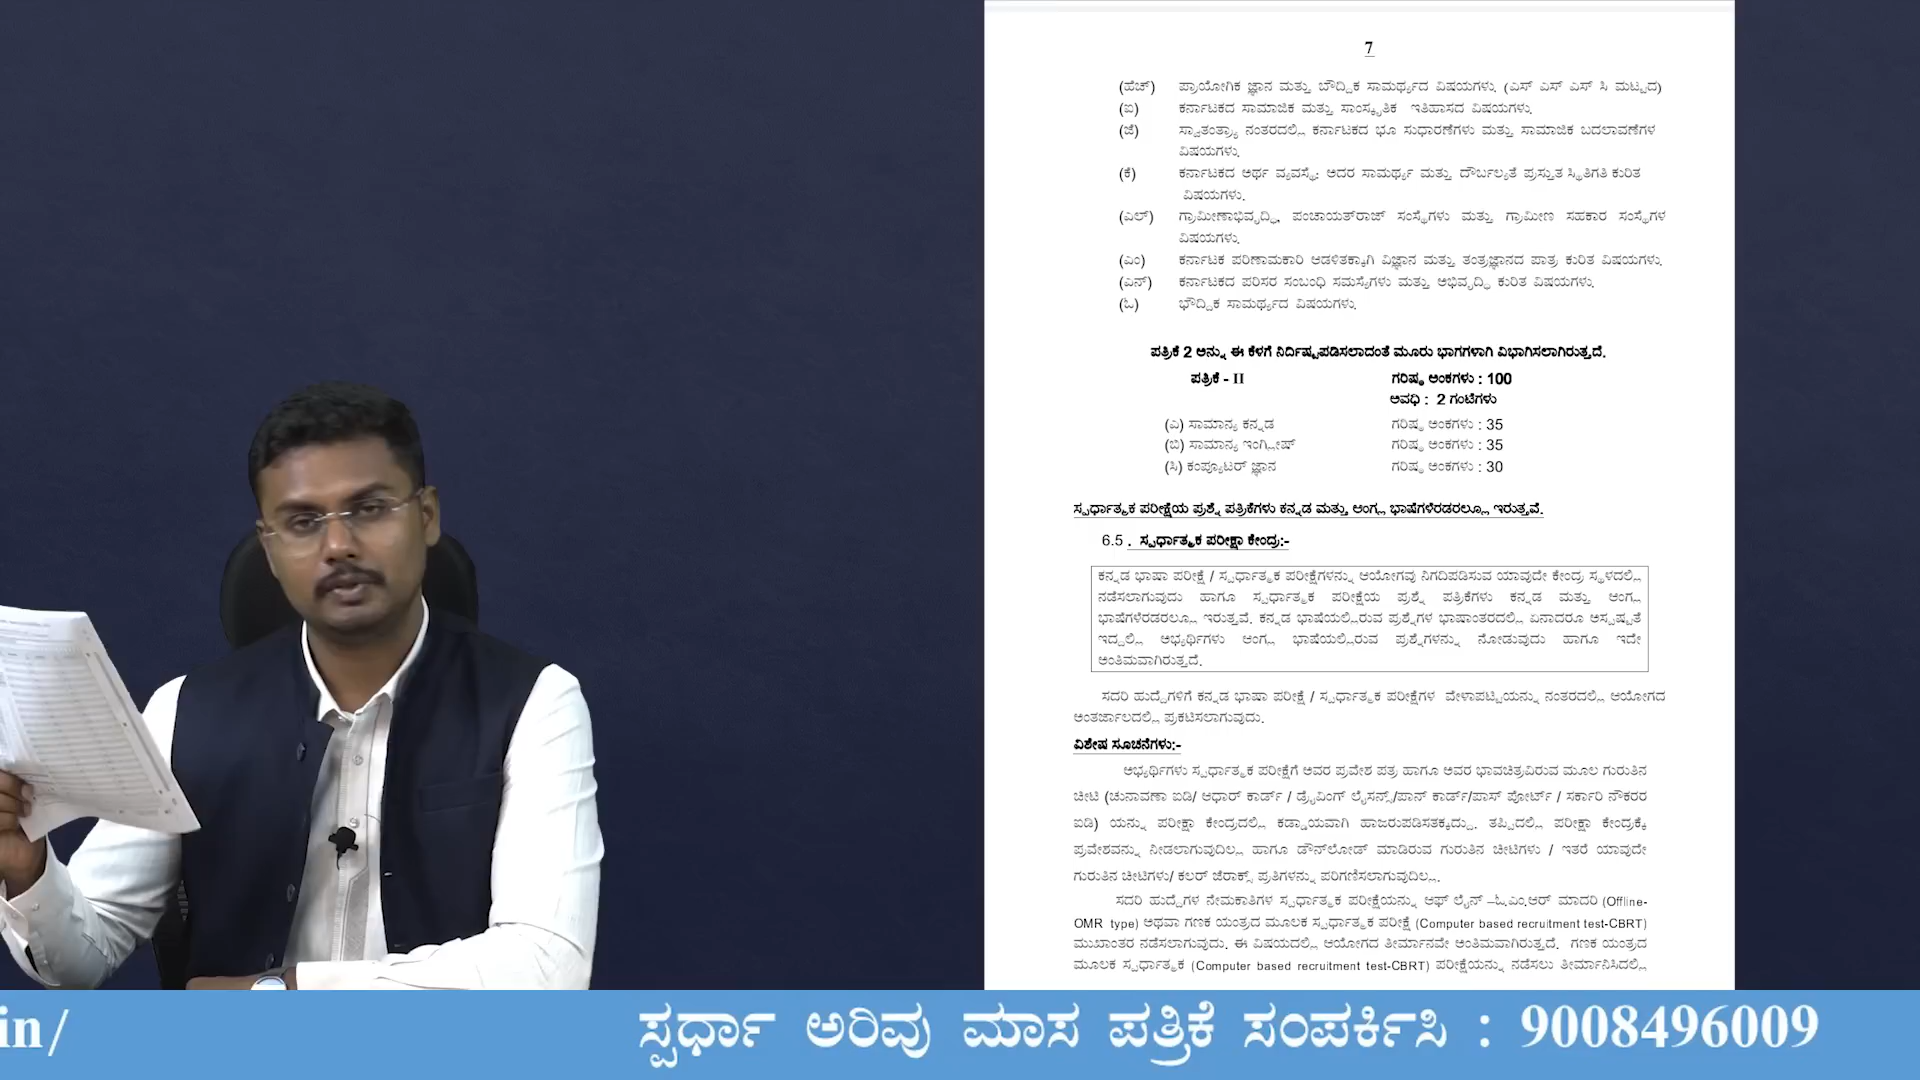 7
(ಹೆಚ್) ಪ್ರಾಯೋಗಿಕ ಜ್ಞಾನ ಮತ್ತು ಬೌದ್ದಿಕ ಸಾಮರ್ಥ್ಯದ ವಿಷಯಗಳು. (ಎಸ್ ಎಸ್ ಎಸ್ ಸಿ ಮಟ್ಟದ)
(ಐ) ಕರ್ನಾಟಕದ ಸಾಮಾಜಿಕ ಮತ್ತು ಸಾಂಸ್ಕೃತಿಕ ಇತಿಹಾಸದ ವಿಷಯಗಳು.
(ಜೆ) ಸ್ವಾತಂತ್ರ್ಯಾ ನಂತರದಲ್ಲಿ ಕರ್ನಾಟಕದ ಭೂ ಸುಧಾರಣೆಗಳು ಮತ್ತು ಸಾಮಾಜಿಕ ಬದಲಾವಣೆಗಳ
ವಿಷಯಗಳು.
(ಕೆ) ಕರ್ನಾಟಕದ ಅರ್ಥ ವ್ಯವಸ್ಥೆ: ಅದರ ಸಾಮರ್ಥ್ಯ ಮತ್ತು ದೌರ್ಬಲ್ಯತೆ ಪ್ರಸ್ತುತ ಸ್ಥಿತಿಗತಿ ಕುರಿತ
ವಿಷಯಗಳು.
(ಎಲ್) ಗ್ರಾಮೀಣಾಭಿವೃದ್ಧಿ, ಪಂಚಾಯತ್‌ರಾಜ್ ಸಂಸ್ಥೆಗಳು ಮತ್ತು ಗ್ರಾಮೀಣ ಸಹಕಾರ ಸಂಸ್ಥೆಗಳ
ವಿಷಯಗಳು.
(ಎಂ) ಕರ್ನಾಟಕ ಪರಿಣಾಮಕಾರಿ ಆಡಳಿತಕ್ಕಾಗಿ ವಿಜ್ಞಾನ ಮತ್ತು ತಂತ್ರಜ್ಞಾನದ ಪಾತ್ರ ಕುರಿತ ವಿಷಯಗಳು.
(ಎನ್) ಕರ್ನಾಟಕದ ಪರಿಸರ ಸಂಬಂಧಿ ಸಮಸ್ಯೆಗಳು ಮತ್ತು ಅಭಿವೃದ್ಧಿ ಕುರಿತ ವಿಷಯಗಳು.
(ಓ) ಭೌದ್ದಿಕ ಸಾಮರ್ಥ್ಯದ ವಿಷಯಗಳು.
ಪತ್ರಿಕೆ 2 ಅನ್ನು ಈ ಕೆಳಗೆ ನಿರ್ದಿಷ್ಟಪಡಿಸಲಾದಂತೆ ಮೂರು ಭಾಗಗಳಾಗಿ ವಿಭಾಗಿಸಲಾಗಿರುತ್ತದೆ.
ಪತ್ರಿಕೆ - II ಗರಿಷ್ಠ ಅಂಕಗಳು : 100
ಅವಧಿ : 2 ಗಂಟೆಗಳು
(ಎ) ಸಾಮಾನ್ಯ ಕನ್ನಡ ಗರಿಷ್ಠ ಅಂಕಗಳು : 35
(ಬಿ) ಸಾಮಾನ್ಯ ಇಂಗ್ಲೀಷ್ ಗರಿಷ್ಠ ಅಂಕಗಳು : 35
(ಸಿ) ಕಂಪ್ಯೂಟರ್ ಜ್ಞಾನ ಗರಿಷ್ಠ ಅಂಕಗಳು : 30
ಸ್ಪರ್ಧಾತ್ಮಕ ಪರೀಕ್ಷೆಯ ಪ್ರಶ್ನೆ ಪತ್ರಿಕೆಗಳು ಕನ್ನಡ ಮತ್ತು ಆಂಗ್ಲ ಭಾಷೆಗಳೆರಡರಲ್ಲೂ ಇರುತ್ತವೆ.
6.5 . ಸ್ಪರ್ಧಾತ್ಮಕ ಪರೀಕ್ಷಾ ಕೇಂದ್ರ:-
ಕನ್ನಡ ಭಾಷಾ ಪರೀಕ್ಷೆ / ಸ್ಪರ್ಧಾತ್ಮಕ ಪರೀಕ್ಷೆಗಳನ್ನು ಆಯೋಗವು ನಿಗದಿಪಡಿಸುವ ಯಾವುದೇ ಕೇಂದ್ರ ಸ್ಥಳದಲ್ಲಿ
ನಡೆಸಲಾಗುವುದು ಹಾಗೂ ಸ್ಪರ್ಧಾತ್ಮಕ ಪರೀಕ್ಷೆಯ ಪ್ರಶ್ನೆ ಪತ್ರಿಕೆಗಳು ಕನ್ನಡ ಮತ್ತು ಆಂಗ್ಲ
ಭಾಷೆಗಳೆರಡರಲೂ ಇರುತ್ತವೆ. ಕನ್ನಡ ಭಾಷೆಯಲ್ಲಿರುವ ಪ್ರಶ್ನೆಗಳ ಭಾಷಾಂತರದಲ್ಲಿ ಏನಾದರೂ ಅಸ್ಪಷ್ಟತೆ
ಇದ್ದಲ್ಲಿ ಅಭ್ಯರ್ಥಿಗಳು ಆಂಗ್ಲ ಭಾಷೆಯಲ್ಲಿರುವ ಪ್ರಶ್ನೆಗಳನ್ನು ನೋಡುವುದು ಹಾಗೂ ಇದೇ
ಅಂತಿಮವಾಗಿರುತ್ತದೆ.
ಸದರಿ ಹುದ್ದೆಗಳಿಗೆ ಕನ್ನಡ ಭಾಷಾ ಪರೀಕ್ಷೆ / ಸ್ಪರ್ಧಾತ್ಮಕ ಪರೀಕ್ಷೆಗಳ ವೇಳಾಪಟ್ಟಿಯನ್ನು ನಂತರದಲ್ಲಿ ಆಯೋಗದ
ಅಂತರ್ಜಾಲದಲ್ಲಿ ಪ್ರಕಟಿಸಲಾಗುವುದು.
ವಿಶೇಷ ಸೂಚನೆಗಳು:-
ಅಭ್ಯರ್ಥಿಗಳು ಸ್ಪರ್ಧಾತ್ಮಕ ಪರೀಕ್ಷೆಗೆ ಅವರ ಪ್ರವೇಶ ಪತ್ರ ಹಾಗೂ ಅವರ ಭಾವಚಿತ್ರವಿರುವ ಮೂಲ ಗುರುತಿನ
ಚೀಟಿ (ಚುನಾವಣಾ ಐಡಿ/ ಆಧಾರ್ ಕಾರ್ಡ್ / ಡ್ರೈವಿಂಗ್ ಲೈಸನ್ಸ್/ಪಾನ್ ಕಾರ್ಡ್/ಪಾಸ್ ಪೋರ್ಟ್ / ಸರ್ಕಾರಿ ನೌಕರರ
ಐಡಿ) ಯನ್ನು ಪರೀಕ್ಷಾ ಕೇಂದ್ರದಲ್ಲಿ ಕಡ್ಡಾಯವಾಗಿ ಹಾಜರುಪಡಿಸತಕ್ಕದ್ದು. ತಪ್ಪಿದಲ್ಲಿ ಪರೀಕ್ಷಾ ಕೇಂದ್ರಕ್ಕೆ
ಪ್ರವೇಶವನ್ನು ನೀಡಲಾಗುವುದಿಲ್ಲ ಹಾಗೂ ಡೌನ್‌ಲೋಡ್ ಮಾಡಿರುವ ಗುರುತಿನ ಚೀಟಿಗಳು / ಇತರೆ ಯಾವುದೇ
ಗುರುತಿನ ಚೀಟಿಗಳು/ ಕಲರ್ ಜೆರಾಕ್ಸ್ ಪ್ರತಿಗಳನ್ನು ಪರಿಗಣಿಸಲಾಗುವುದಿಲ್ಲ.
ಸದರಿ ಹುದ್ದೆಗಳ ನೇಮಕಾತಿಗಳ ಸ್ಪರ್ಧಾತ್ಮಕ ಪರೀಕ್ಷೆಯನ್ನು ಆಫ್ ಲೈನ್ –ಓ.ಎಂ.ಆರ್ ಮಾದರಿ (Offline-
OMR type) ಅಥವಾ ಗಣಕ ಯಂತ್ರದ ಮೂಲಕ ಸ್ಪರ್ಧಾತ್ಮಕ ಪರೀಕ್ಷೆ (Computer based recruitment test-CBRT)
ಮುಖಾಂತರ ನಡೆಸಲಾಗುವುದು. ಈ ವಿಷಯದಲ್ಲಿ ಆಯೋಗದ ತೀರ್ಮಾನವೇ ಅಂತಿಮವಾಗಿರುತ್ತದೆ. ಗಣಕ ಯಂತ್ರದ
ಮೂಲಕ ಸ್ಪರ್ಧಾತ್ಮಕ (Computer based recruitment test-CBRT) ಪರೀಕ್ಷೆಯನ್ನು ನಡೆಸಲು ತೀರ್ಮಾನಿಸಿದಲ್ಲಿ
in/ ಸ್ಪರ್ಧಾ ಅರಿವು ಮಾಸ ಪತ್ರಿಕೆ ಸಂಪರ್ಕಿಸಿ : 9008496009